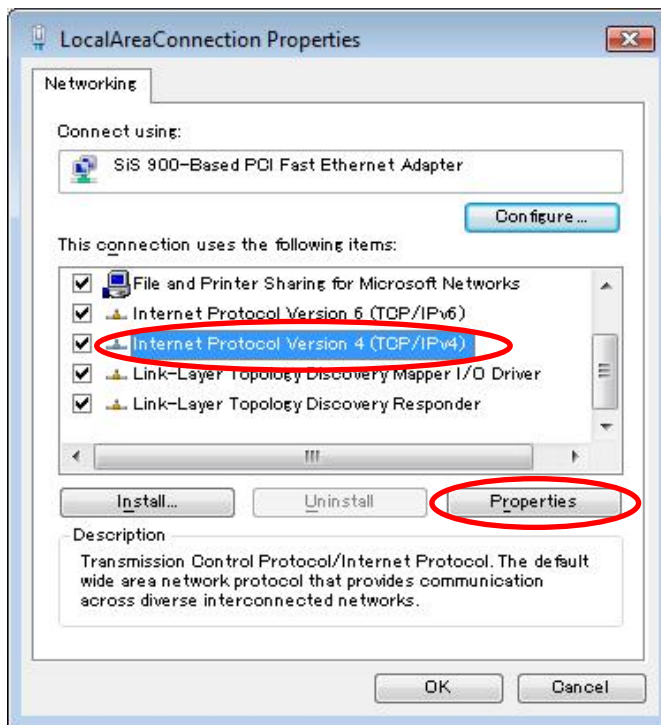 LocalAreaConnection Properties
Networking
Connect using:
SiS 900-Based PCI Fast Ethernet Adapter
Configure...
This connection uses the following items:
File and Printer Sharing for Microsoft Networks
Internet Protocol Version 6 (TCP/IPv6)
Internet Protocol Version 4 (TCP/IPv4)
Link-Layer Topology Discovery Mapper I/O Driver
Link-Layer Topology Discovery Responder
Install...
Uninstall
Properties
Description
Transmission Control Protocol/Internet Protocol. The default
wide area network protocol that provides communication
across diverse interconnected networks.
OK
Cancel